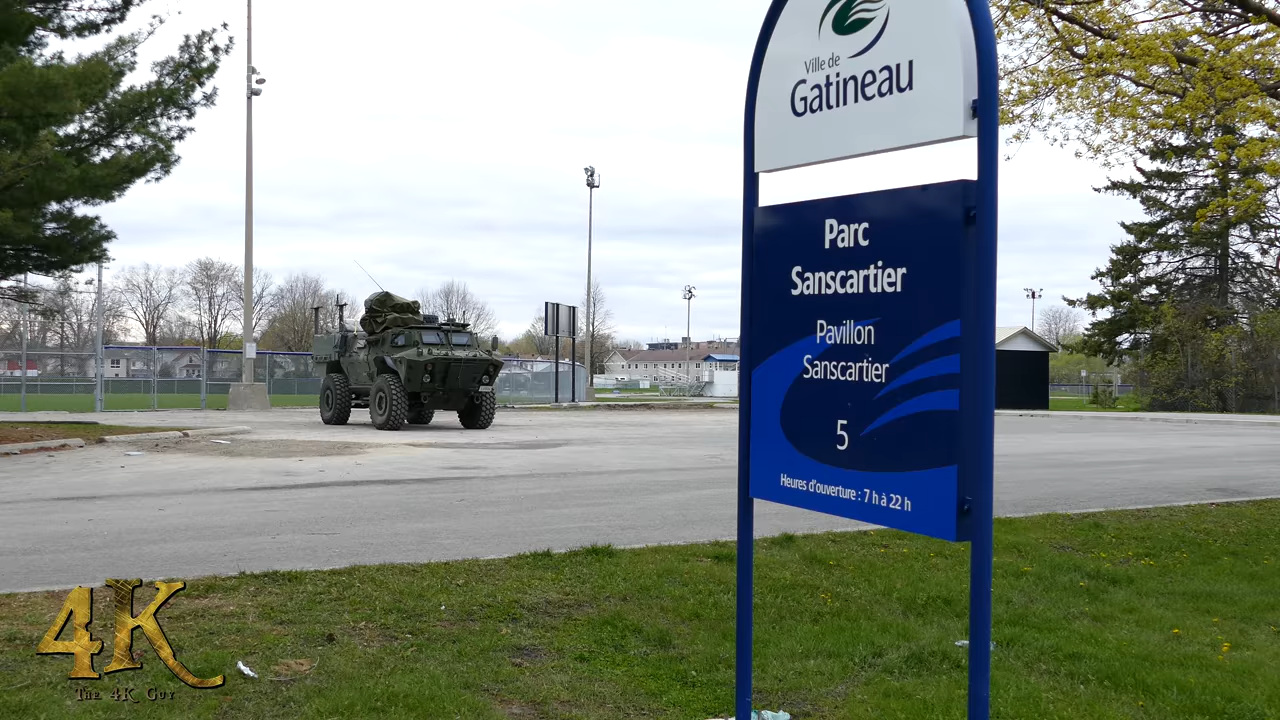 Ville de
Gatineau
Parc
Sanscartier
Pavillon
Sanscartier
5
Heures d'ouverture : 7 h à 22 h
4K
The 4K Guy